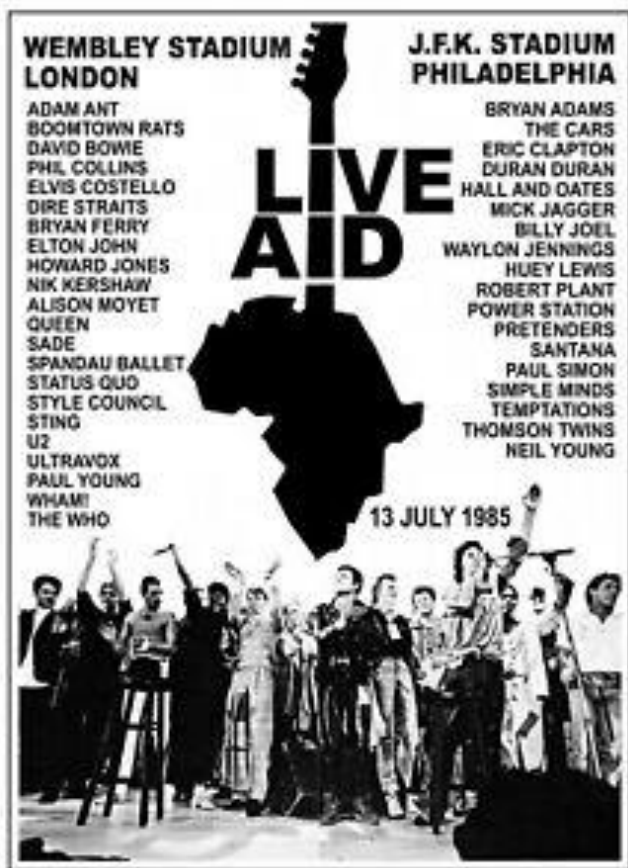 WEMBLEY STADIUM
LONDON
ADAM ANT
BOOMTOWN RATS
DAVID BOWIE
PHIL COLLINS
ELVIS COSTELLO
DIRE STRAITS
BRYAN FERRY
ELTON JOHN
HOWARD JONES
NIK KERSHAW
ALISON MOYET
QUEEN
SADE
SPANDAU BALLET
STATUS QUO
STYLE COUNCIL
STING
U2
ULTRAVOX
PAUL YOUNG
WHAM!
THE WHO
LIVE
AID
J.F.K. STADIUM
PHILADELPHIA
BRYAN ADAMS
THE CARS
ERIC CLAPTON
DURAN DURAN
HALL AND OATES
MICK JAGGER
BILLY JOEL
WAYLON JENNINGS
HUEY LEWIS
ROBERT PLANT
POWER STATION
PRETENDERS
SANTANA
PAUL SIMON
SIMPLE MINDS
TEMPTATIONS
THOMSON TWINS
NEIL YOUNG
13 JULY 1985